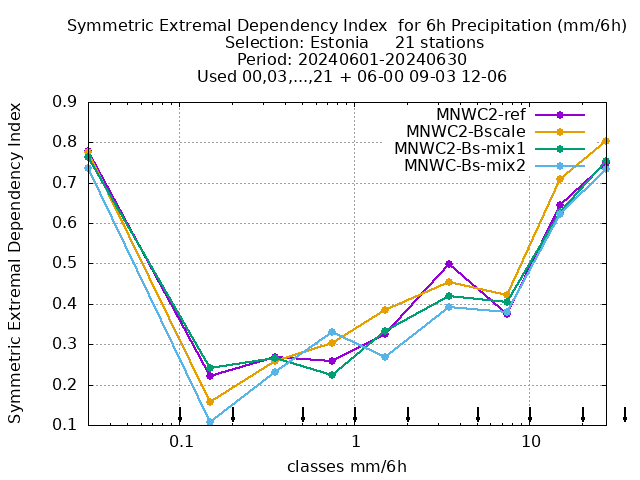 Symmetric Extremal Dependency Index  for 6h Precipitation (mm/6h)
Selection: Estonia     21 stations
Period: 20240601-20240630
Used 00,03,...,21 + 06-00 09-03 12-06
MNWC2-ref
MNWC2-Bscale
MNWC2-Bs-mix1
MNWC-Bs-mix2
Symmetric Extremal Dependency Index
0.9
0.8
0.7
0.6
0.5
0.4
0.3
0.2
0.1
0.1 1 10
classes mm/6h